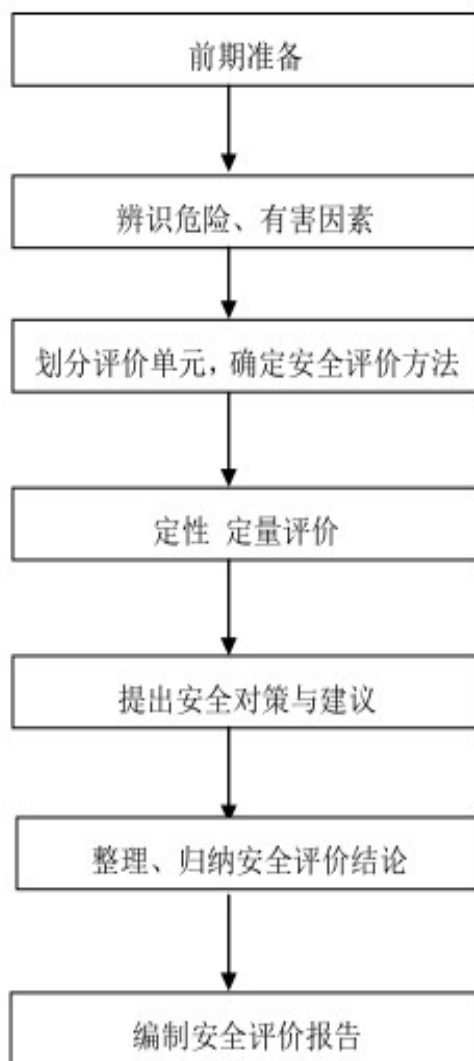 前期准备
辨识危险、有害因素
划分评价单元，确定安全评价方法
定性 定量评价
提出安全对策与建议
整理、归纳安全评价结论
编制安全评价报告